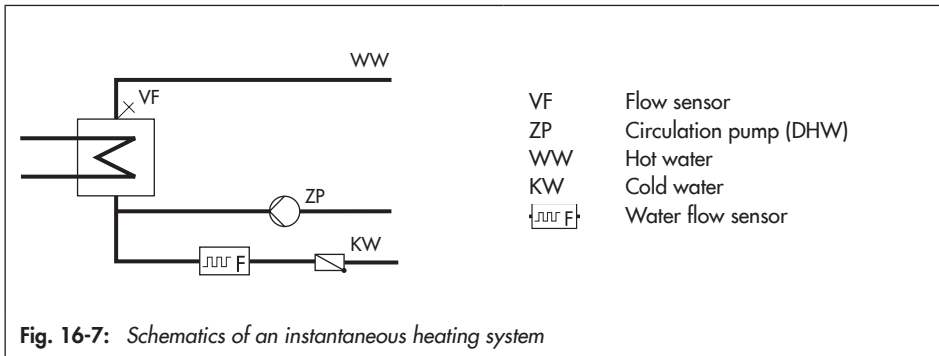 WW
VF
ZP
KW
F
VF Flow sensor
ZP Circulation pump (DHW)
WW Hot water
KW Cold water
F Water flow sensor
Fig. 16-7: Schematics of an instantaneous heating system